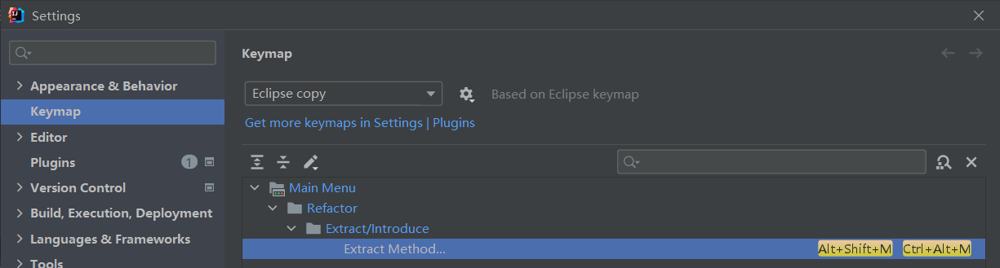 Settings
Appearance & Behavior
Keymap
Editor
Plugins 1
Version Control
Build, Execution, Deployment
Languages & Frameworks
Tools
Keymap
Eclipse copy Based on Eclipse keymap
Get more keymaps in Settings | Plugins
Main Menu
Refactor
Extract/Introduce
Extract Method... Alt+Shift+M Ctrl+Alt+M